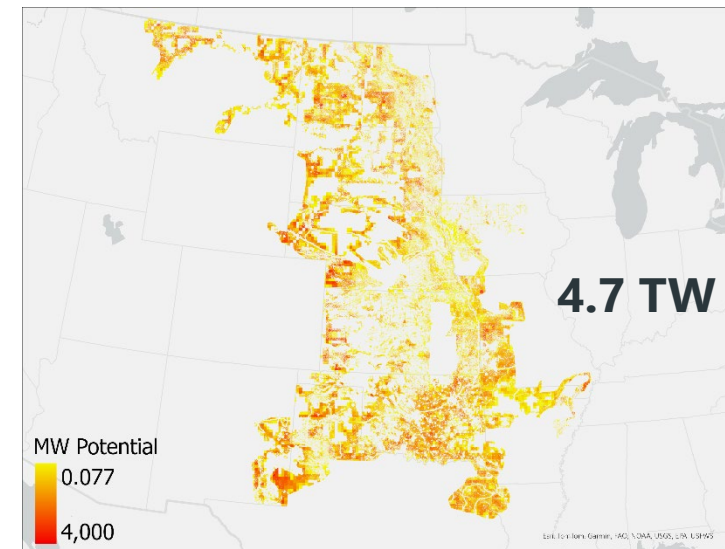 4.7 TW
MW Potential
0.077
4,000
Esri, TomTom, Garmin, FAO, NOAA, USGS, EPA, USFWS